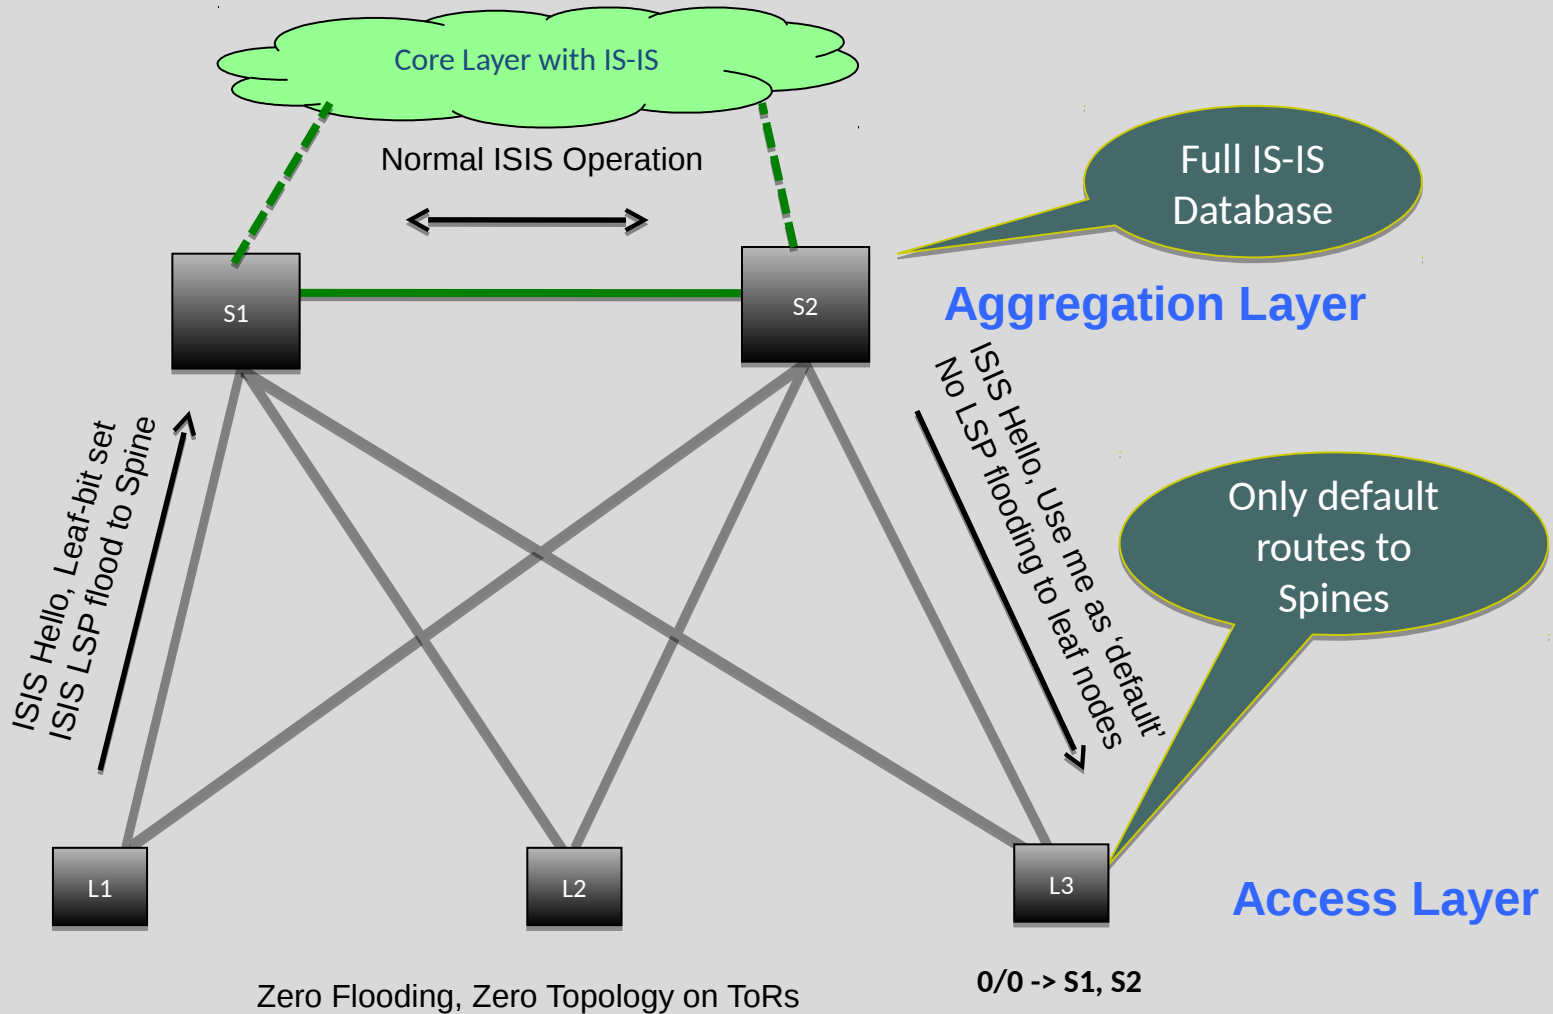 Core Layer with IS-IS
Normal ISIS Operation
Full IS-IS
Database
S1
S2
Aggregation Layer
ISIS Hello, Leaf-bit set
ISIS LSP flood to Spine
ISIS Hello, Use me as ‘default’
No LSP flooding to leaf nodes
Only default
routes to
Spines
L1
L2
L3
Access Layer
0/0 -> S1, S2
Zero Flooding, Zero Topology on ToRs